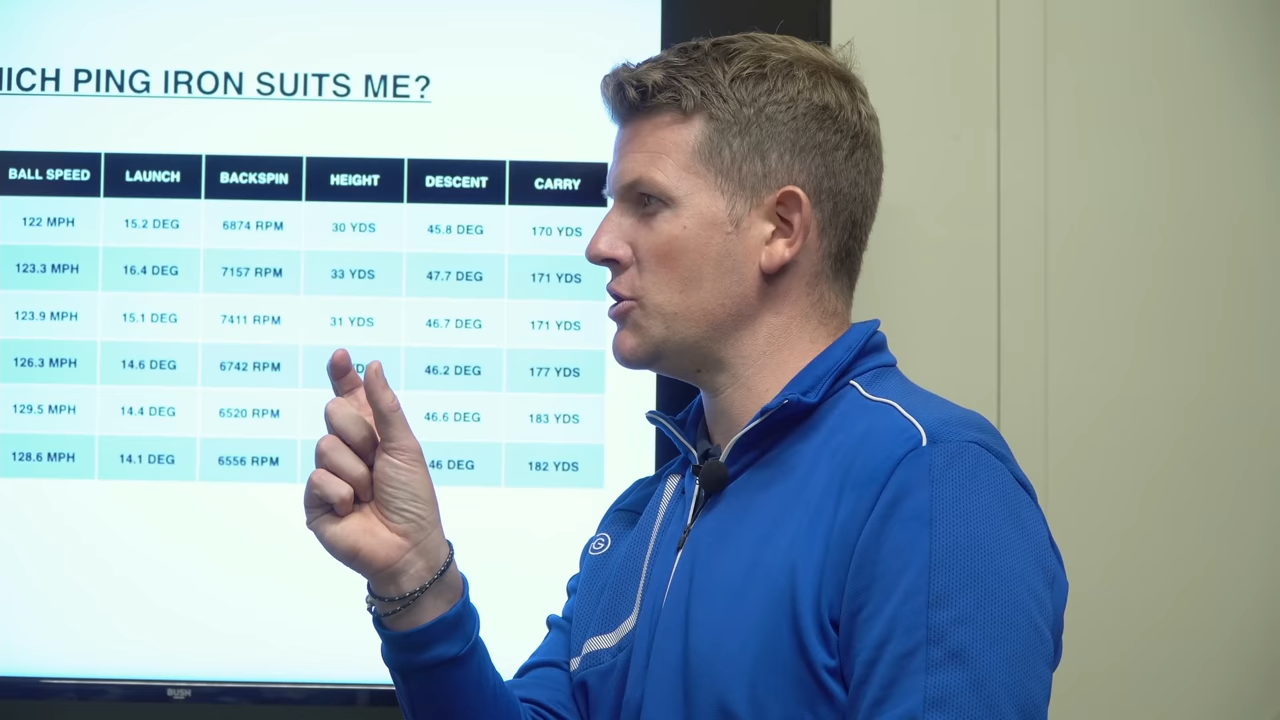 HICH PING IRON SUITS ME?
BALL SPEED LAUNCH BACKSPIN HEIGHT DESCENT CARRY
122 MPH 15.2 DEG 6874 RPM 30 YDS 45.8 DEG 170 YDS
123.3 MPH 16.4 DEG 7157 RPM 33 YDS 47.7 DEG 171 YDS
123.9 MPH 15.1 DEG 7411 RPM 31 YDS 46.7 DEG 171 YDS
126.3 MPH 14.6 DEG 6742 RPM 46.2 DEG 177 YDS
129.5 MPH 14.4 DEG 6520 RPM 46.6 DEG 183 YDS
128.6 MPH 14.1 DEG 6556 RPM 46 DEG 182 YDS
G
BUSH